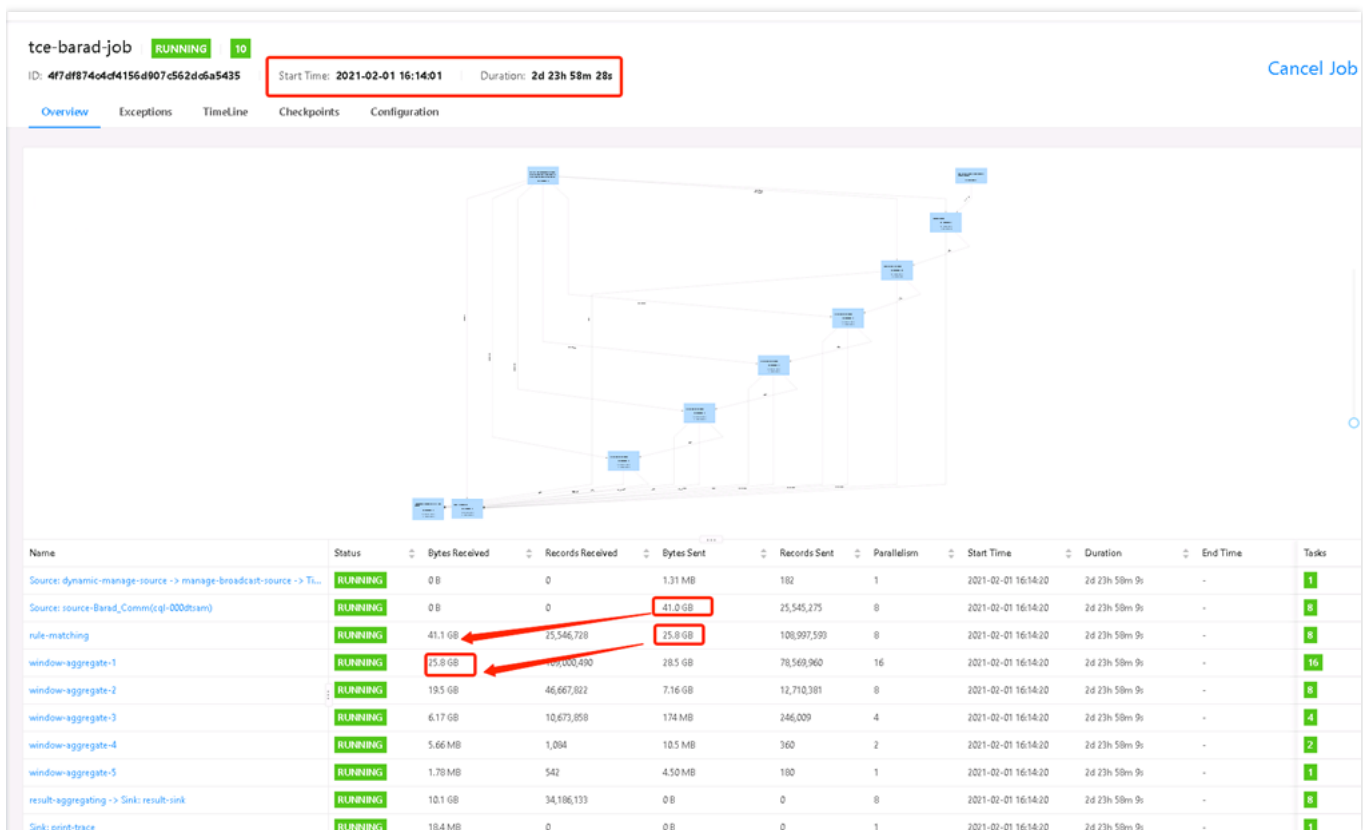 tce-barad-job RUNNING 10
ID: 4f7df874c4cf4156d907c562dc6a5435 Start Time: 2021-02-01 16:14:01 Duration: 2d 23h 58m 28s
Cancel Job
Overview Exceptions TimeLine Checkpoints Configuration
Name Status Bytes Received Records Received Bytes Sent Records Sent Parallelism Start Time Duration End Time Tasks
Source: dynamic-manage-source -> manage-broadcast-source -> Ti... RUNNING 0 B 0 1.31 MB 182 1 2021-02-01 16:14:20 2d 23h 58m 9s - 1
Source: source-Barad_Comm(cql-000dtsam) RUNNING 0 B 0 41.0 GB 25,545,275 8 2021-02-01 16:14:20 2d 23h 58m 9s - 8
rule-matching RUNNING 41.1 GB 25,546,728 25.8 GB 108,997,593 8 2021-02-01 16:14:20 2d 23h 58m 9s - 8
window-aggregate-1 RUNNING 25.8 GB 109,000,490 28.5 GB 78,569,960 16 2021-02-01 16:14:20 2d 23h 58m 9s - 16
window-aggregate-2 RUNNING 19.5 GB 46,667,822 7.16 GB 12,710,381 8 2021-02-01 16:14:20 2d 23h 58m 9s - 8
window-aggregate-3 RUNNING 6.17 GB 10,673,858 174 MB 246,009 4 2021-02-01 16:14:20 2d 23h 58m 9s - 4
window-aggregate-4 RUNNING 5.66 MB 1,084 10.5 MB 360 2 2021-02-01 16:14:20 2d 23h 58m 9s - 2
window-aggregate-5 RUNNING 1.78 MB 542 4.50 MB 180 1 2021-02-01 16:14:20 2d 23h 58m 9s - 1
result-aggregating -> Sink: result-sink RUNNING 10.1 GB 34,186,133 0 B 0 8 2021-02-01 16:14:20 2d 23h 58m 9s - 8
Sink: print-trace RUNNING 18.4 MB 0 0 B 0 1 2021-02-01 16:14:20 2d 23h 58m 9s - 1